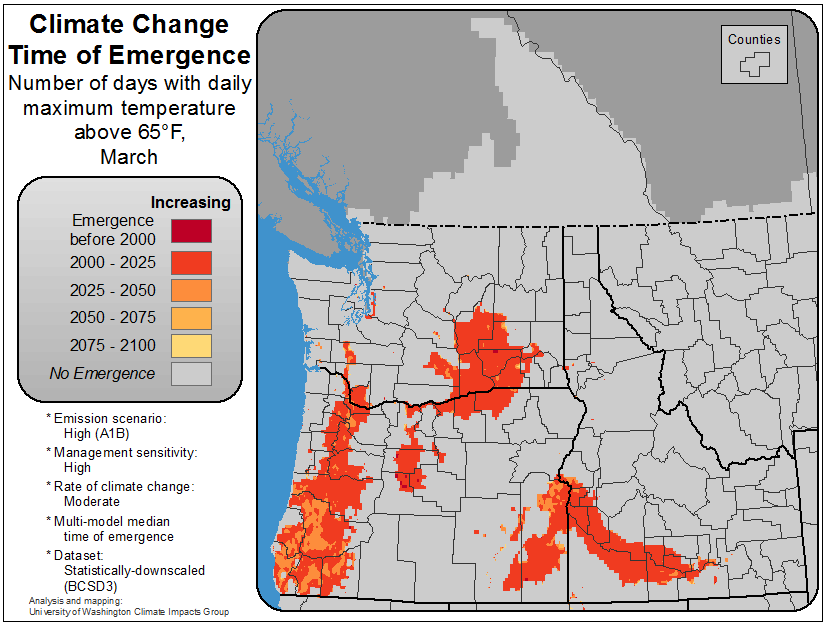 Climate Change
Time of Emergence
Number of days with daily
maximum temperature
above 65°F,
March
Increasing
Emergence
before 2000
2000 - 2025
2025 - 2050
2050 - 2075
2075 - 2100
No Emergence
* Emission scenario:
High (A1B)
* Management sensitivity:
High
* Rate of climate change:
Moderate
* Multi-model median
time of emergence
* Dataset:
Statistically-downscaled
(BCSD3)
Analysis and mapping:
University of Washington Climate Impacts Group
Counties